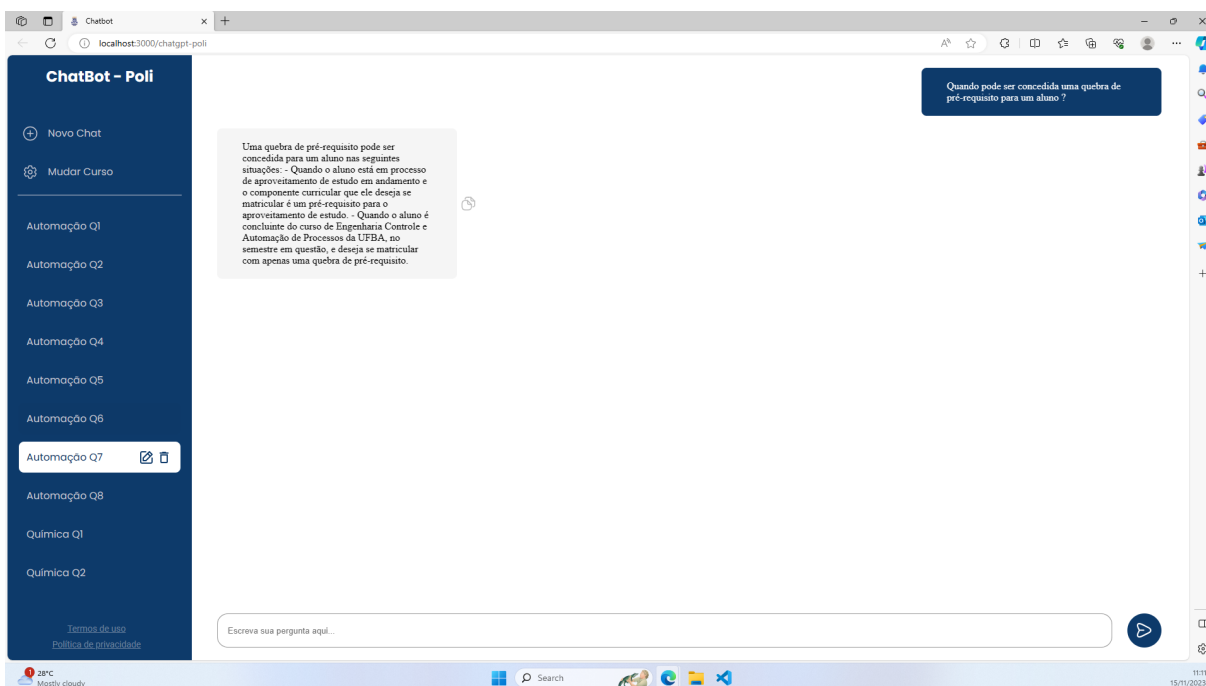 Chatbot
localhost:3000/chatgpt-poli
ChatBot - Poli
Novo Chat
Mudar Curso
Automação Q1
Automação Q2
Automação Q3
Automação Q4
Automação Q5
Automação Q6
Automação Q7
Automação Q8
Química Q1
Química Q2
Termos de uso
Política de privacidade
Quando pode ser concedida uma quebra de
pré-requisito para um aluno ?
Uma quebra de pré-requisito pode ser
concedida para um aluno nas seguintes
situações: - Quando o aluno está em processo
de aproveitamento de estudo em andamento e
o componente curricular que ele deseja se
matricular é um pré-requisito para o
aproveitamento de estudo. - Quando o aluno é
concluinte do curso de Engenharia Controle e
Automação de Processos da UFBA, no
semestre em questão, e deseja se matricular
com apenas uma quebra de pré-requisito.
Escreva sua pergunta aqui...
1
28°C
Mostly cloudy
Search
11:11
15/11/2023